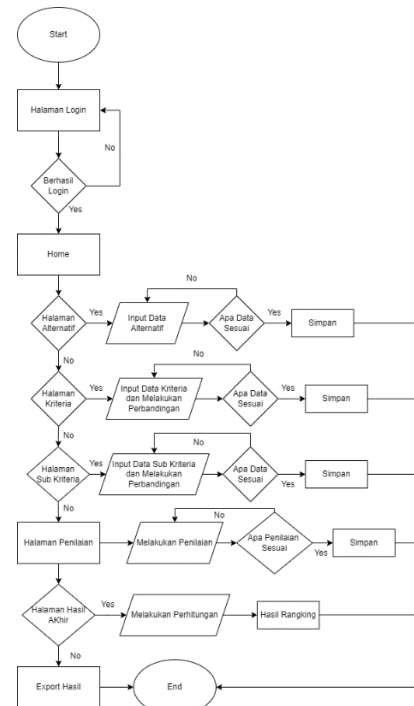 Start
Halaman Login
No
Berhasil
Login
Yes
Home
No
Halaman
Alternatif
Yes
Input Data
Alternatif
Apa Data
Sesuai
Yes
Simpan
No
No
Halaman
Kriteria
Yes
Input Data Kriteria
dan Melakukan
Perbandingan
Apa Data
Sesuai
Yes
Simpan
No
No
Halaman
Sub Kriteria
Yes
Input Data Sub Kriteria
dan Melakukan
Perbandingan
Apa Data
Sesuai
Yes
Simpan
No
No
Halaman Penilaian
Melakukan Penilaian
Apa Penilaian
Sesuai
Yes
Simpan
Halaman Hasil
AKhir
Yes
Melakukan Perhitungan
Hasil Rangking
No
Export Hasil
End